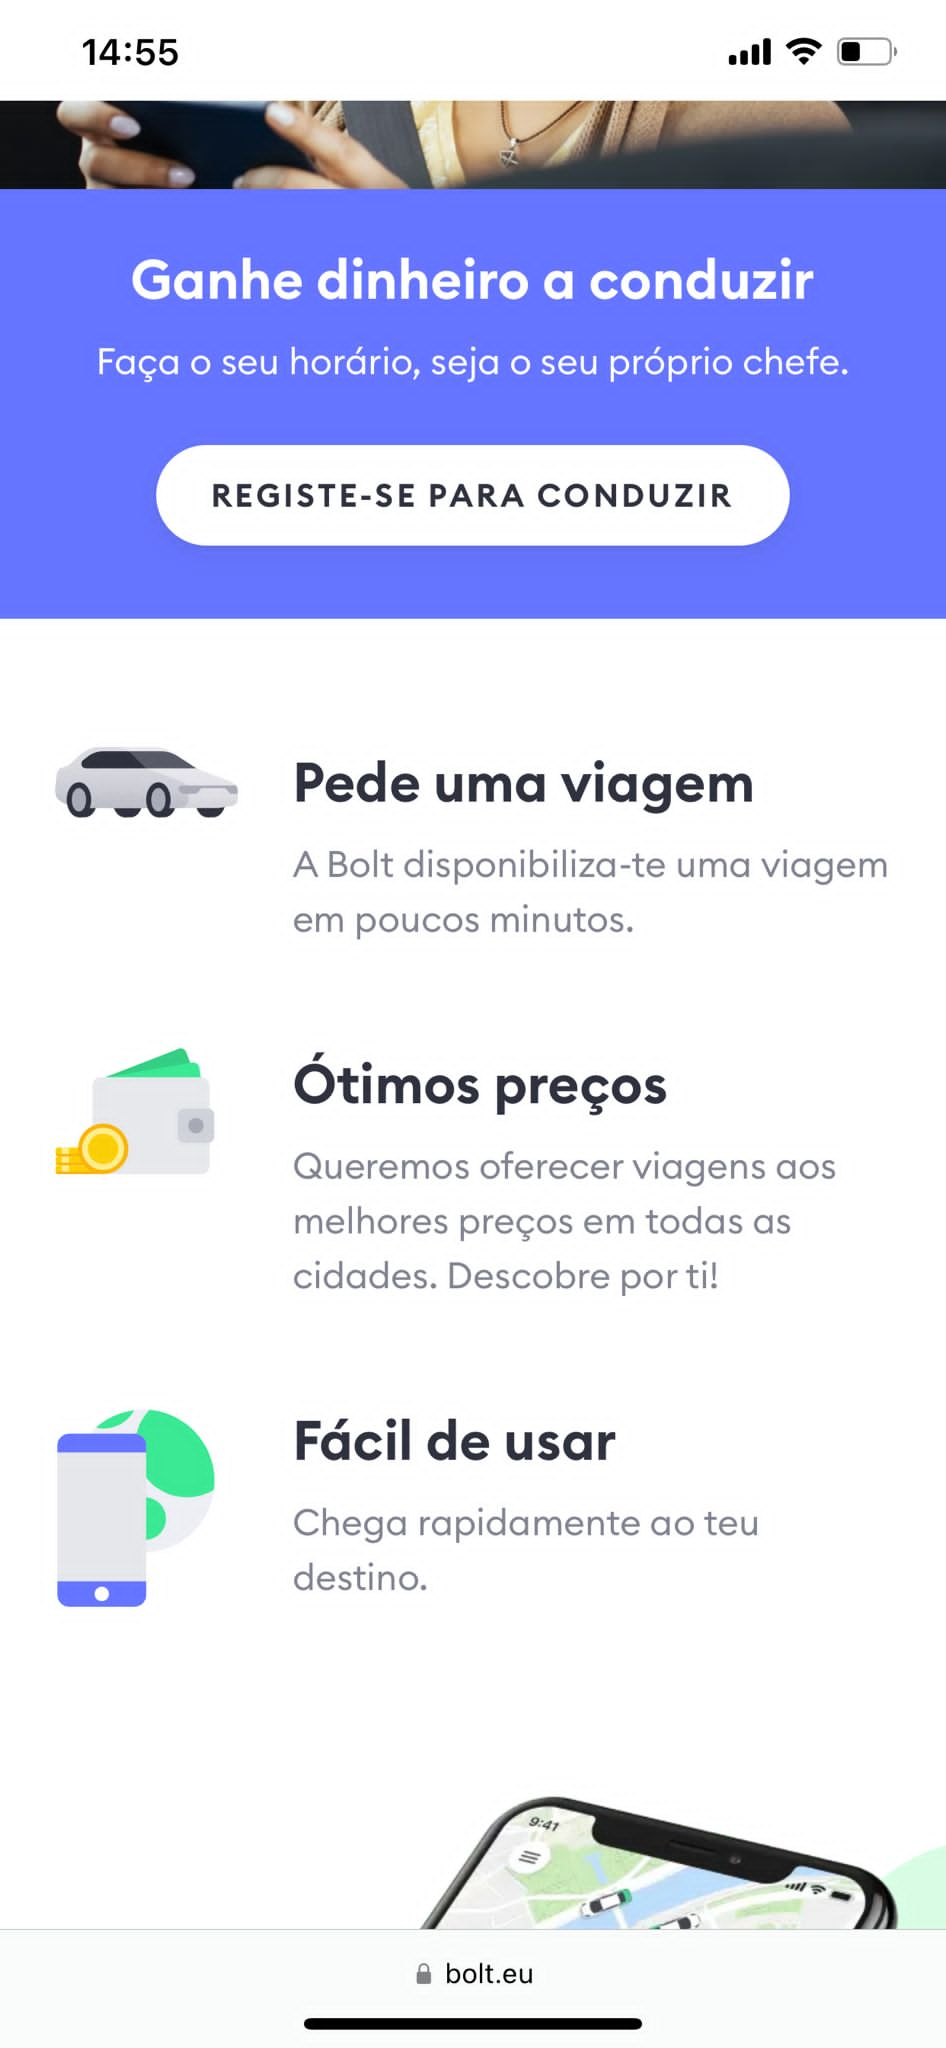 14:55
Ganhe dinheiro a conduzir
Faça o seu horário, seja o seu próprio chefe.
REGISTE-SE PARA CONDUZIR
Pede uma viagem
A Bolt disponibiliza-te uma viagem
em poucos minutos.
Ótimos preços
Queremos oferecer viagens aos
melhores preços em todas as
cidades. Descobre por ti!
Fácil de usar
Chega rapidamente ao teu
destino.
9:41
bolt.eu